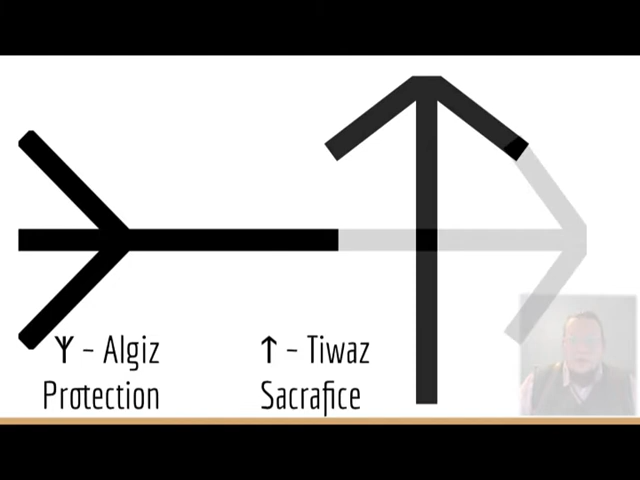 ᛉ – Algiz
Protection
↑ – Tiwaz
Sacrafice